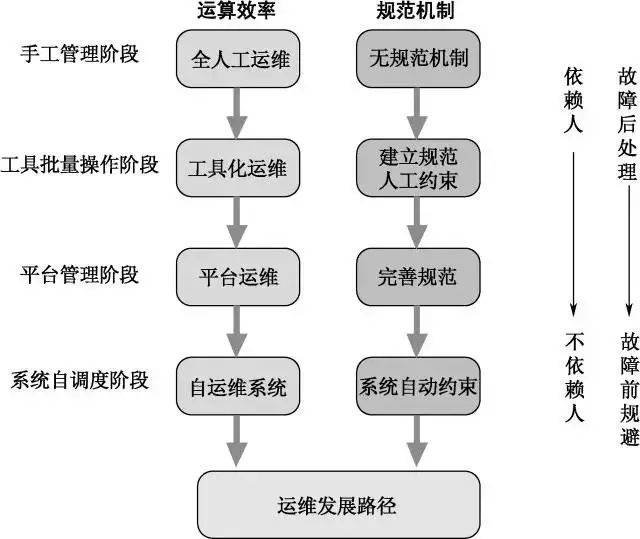 运算效率 规范机制
手工管理阶段 全人工运维 无规范机制
工具批量操作阶段 工具化运维 建立规范
人工约束
平台管理阶段 平台运维 完善规范
系统自调度阶段 自运维系统 系统自动约束
运维发展路径
依赖人
不依赖人
故障后处理
故障前规避